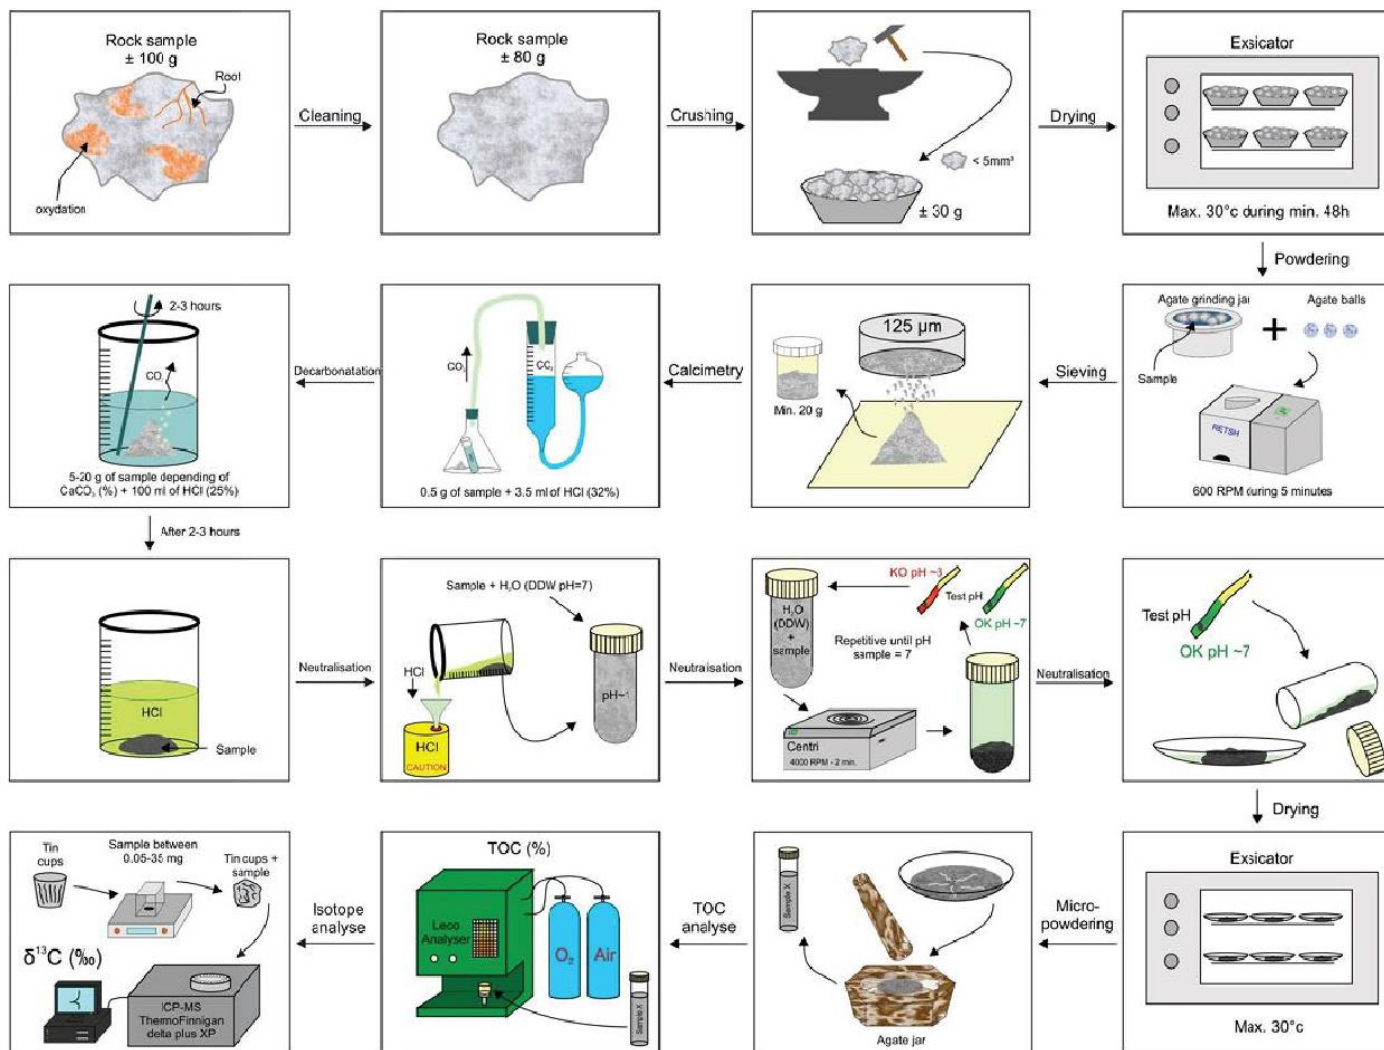 Rock sample
± 100 g
Root
oxydation
Cleaning
Rock sample
± 80 g
Crushing
< 5mm³
± 30 g
Drying
Exsicator
Max. 30°c during min. 48h
Powdering
Agate grinding jar
Agate balls
+
Sample
RETSH
600 RPM during 5 minutes
Sieving
125 µm
Min. 20 g
Calcimetry
CO₂
CO₂
0.5 g of sample + 3.5 ml of HCl (32%)
Decarbonatation
2-3 hours
CO
5-20 g of sample depending of
CaCO₃ (%) + 100 ml of HCl (25%)
After 2-3 hours
HCl
Sample
Neutralisation
Sample + H₂O (DDW pH=7)
HCl
HCl
CAUTION
pH~1
Neutralisation
KO pH ~3
Test pH
OK pH ~7
H₂O
(DDW)
+
sample
Repetitive until pH
sample = 7
Centri
4000 RPM - 2 min.
Neutralisation
Test pH
OK pH ~7
Drying
Exsicator
Max. 30°c
Micro-
powdering
Sample X
Agate jar
TOC
analyse
TOC (%)
Leco
Analyser
O₂
Air
Sample X
Isotope
analyse
Tin
cups
Sample between
0.05-35 mg
Tin cups +
sample
δ¹³C (‰)
ICP-MS
ThermoFinnigan
delta plus XP